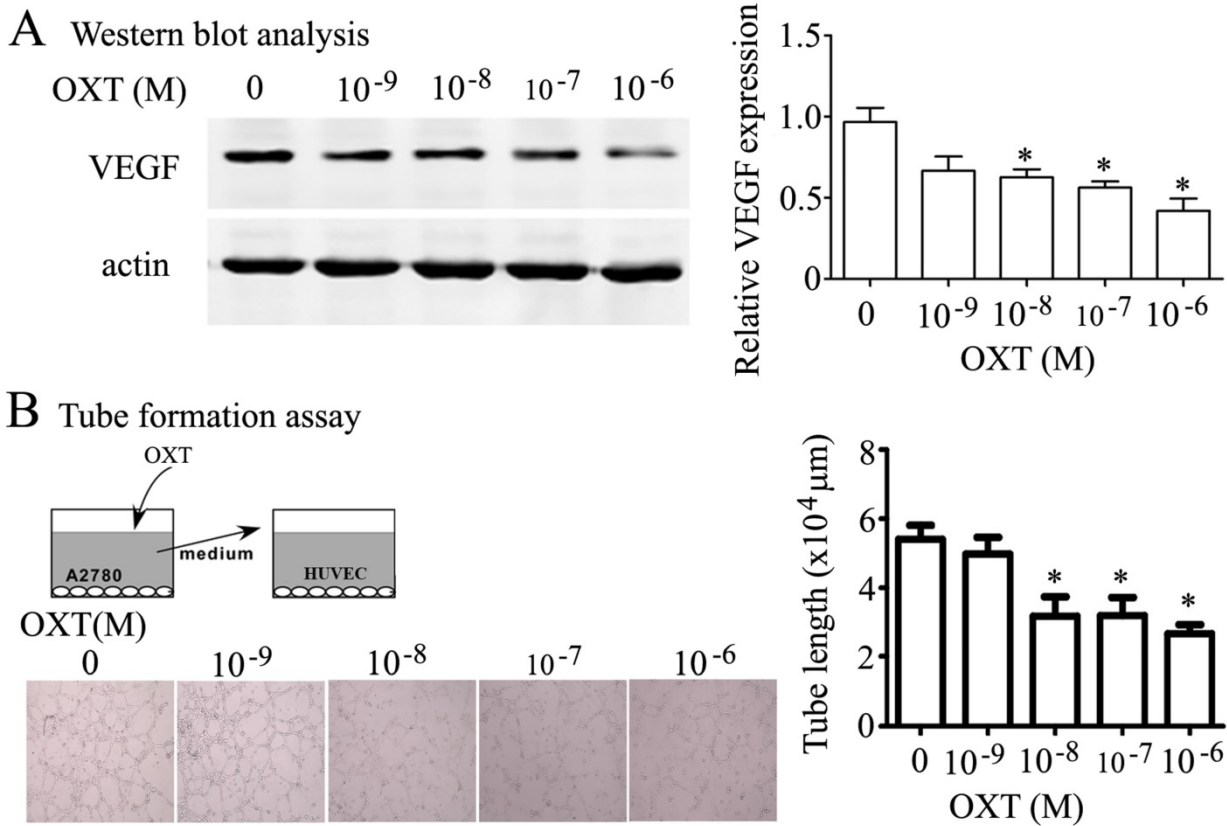 A Western blot analysis
OXT (M) 0 10⁻⁹ 10⁻⁸ 10⁻⁷ 10⁻⁶
VEGF
actin
Relative VEGF expression
1.5
1.0
0.5
0
* * *
0 10⁻⁹ 10⁻⁸ 10⁻⁷ 10⁻⁶
OXT (M)
B Tube formation assay
OXT
medium
A2780
HUVEC
OXT(M)
0 10⁻⁹ 10⁻⁸ 10⁻⁷ 10⁻⁶
Tube length (x10⁴ μm)
8
6
4
2
0
* * *
0 10⁻⁹ 10⁻⁸ 10⁻⁷ 10⁻⁶
OXT (M)